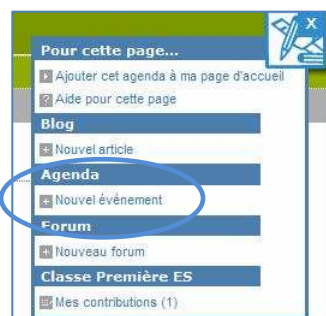 X
Pour cette page...
Ajouter cet agenda à ma page d'accueil
Aide pour cette page
Blog
Nouvel article
Agenda
Nouvel événement
Forum
Nouveau forum
Classe Première ES
Mes contributions (1)